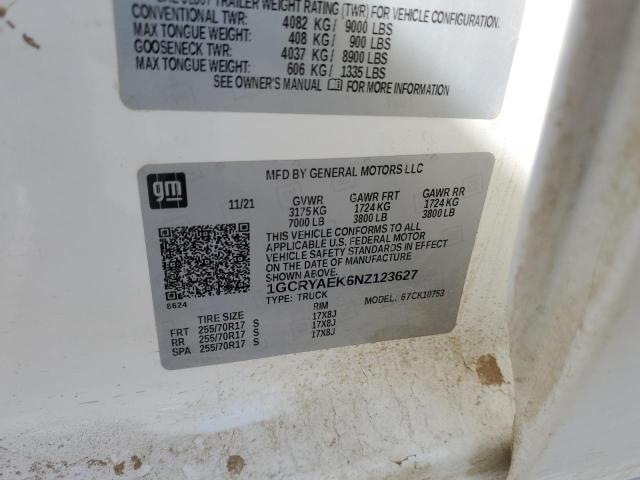 TRAILER WEIGHT RATING (TWR) FOR VEHICLE CONFIGURATION.
CONVENTIONAL TWR: 4082 KG/ 9000 LBS
MAX TONGUE WEIGHT: 408 KG/ 900 LBS
GOOSENECK TWR: 4037 KG/ 8900 LBS
MAX TONGUE WEIGHT: 606 KG/ 1335 LBS
SEE OWNER'S MANUAL FOR MORE INFORMATION
MFD BY GENERAL MOTORS LLC
gm
11/21 GVWR GAWR FRT GAWR RR
3175 KG 1724 KG 1724 KG
7000 LB 3800 LB 3800 LB
THIS VEHICLE CONFORMS TO ALL
APPLICABLE U.S. FEDERAL MOTOR
VEHICLE SAFETY STANDARDS IN EFFECT
ON THE DATE OF MANUFACTURE
SHOWN ABOVE.
1GCRYAEK6NZ123627
TYPE: TRUCK MODEL: 67CK10753
8624
TIRE SIZE RIM
FRT 255/70R17 S 17X8J
RR 255/70R17 S 17X8J
SPA 255/70R17 S 17X8J